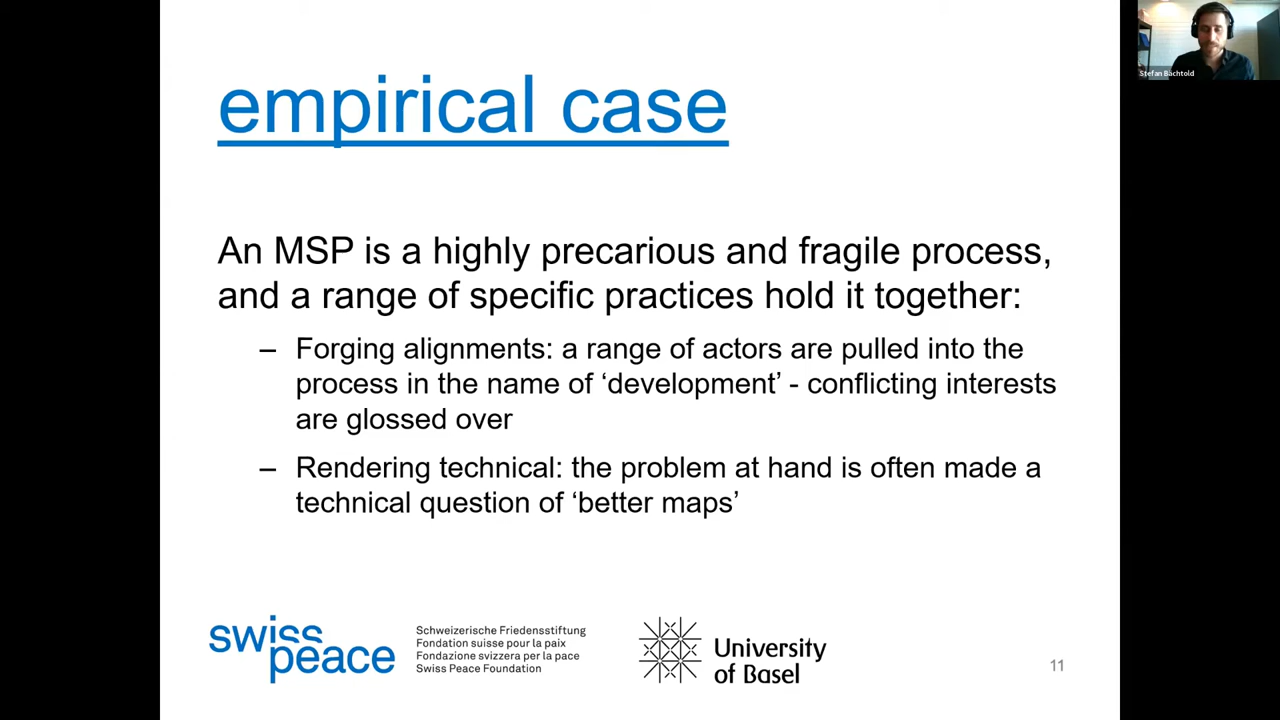 empirical case
Stefan Bächtold
An MSP is a highly precarious and fragile process,
and a range of specific practices hold it together:
– Forging alignments: a range of actors are pulled into the
process in the name of ‘development’ - conflicting interests
are glossed over
– Rendering technical: the problem at hand is often made a
technical question of ‘better maps’
swiss
peace
Schweizerische Friedensstiftung
Fondation suisse pour la paix
Fondazione svizzera per la pace
Swiss Peace Foundation
University
of Basel
11